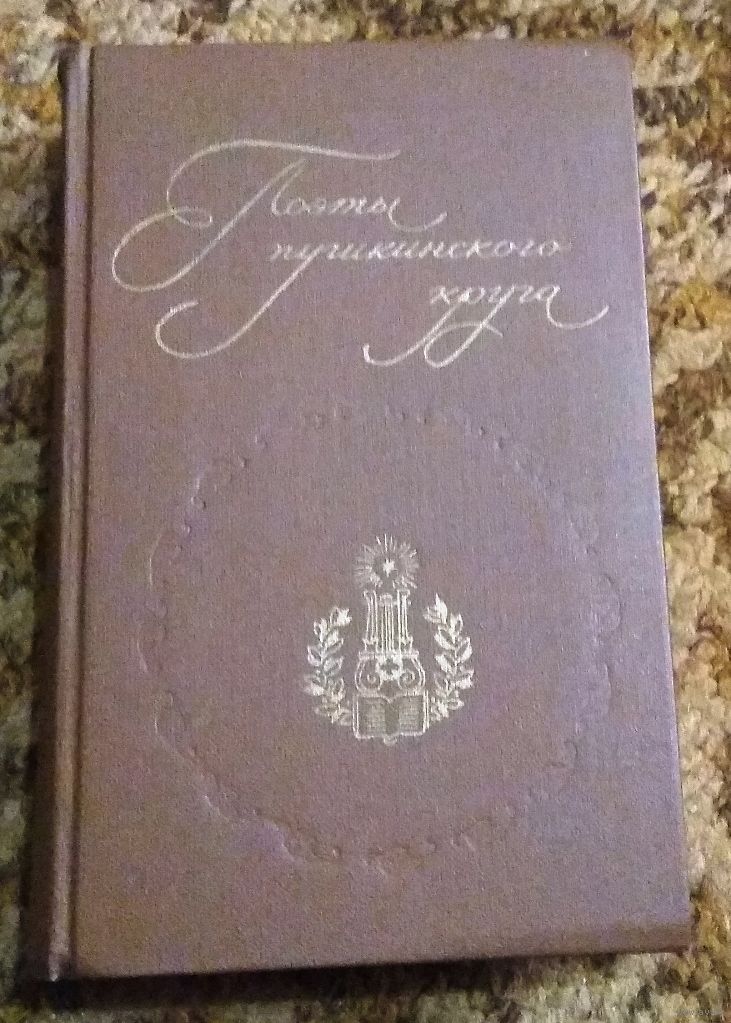 Поэты
пушкинского
круга